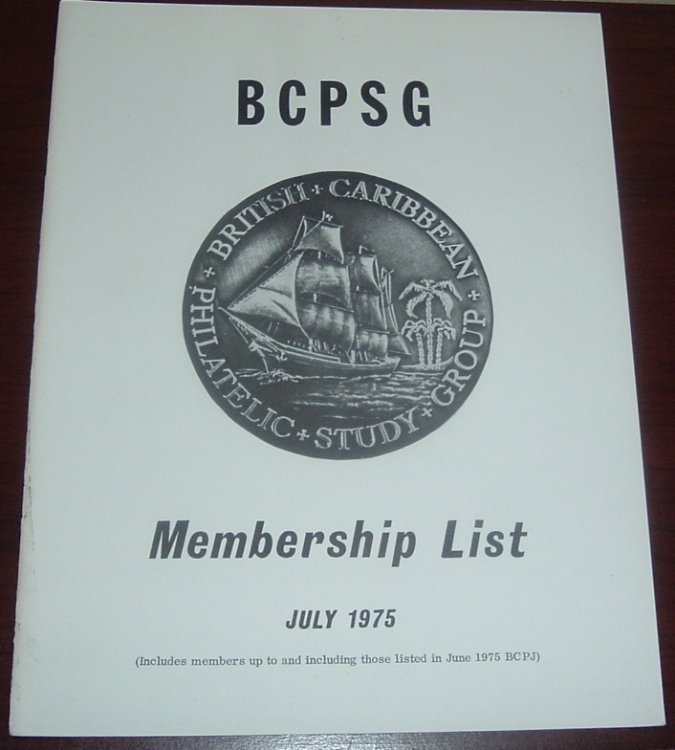 BCPSG
BRITISH + CARIBBEAN + PHILATELIC + STUDY + GROUP +
Membership List
JULY 1975
(Includes members up to and including those listed in June 1975 BCPJ)